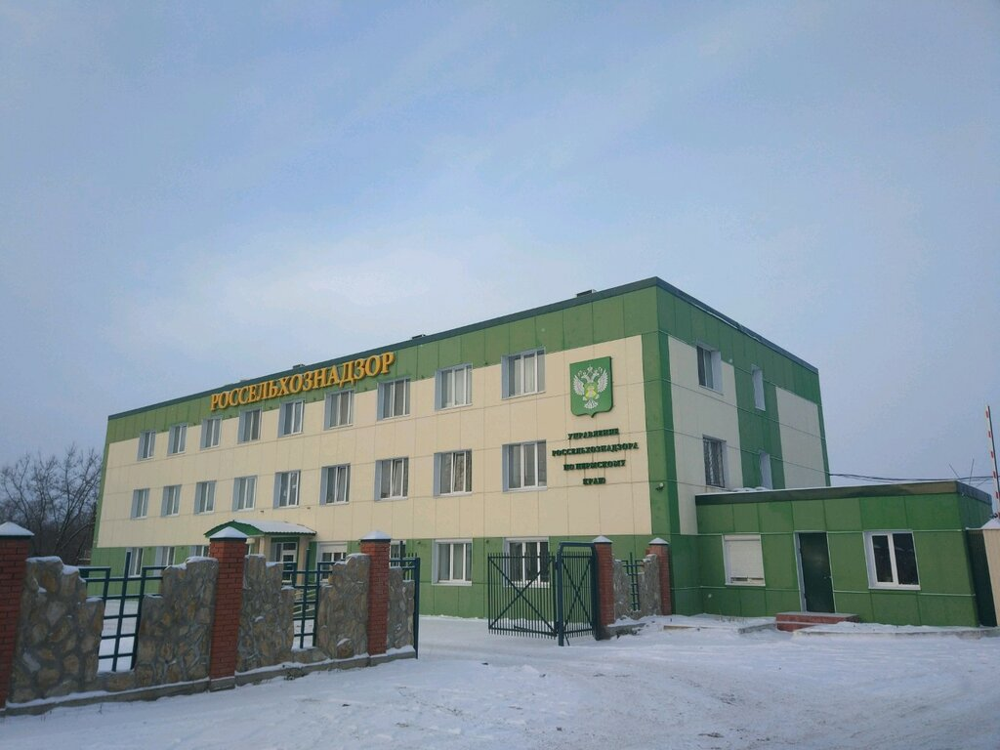 РОССЕЛЬХОЗНАДЗОР
УПРАВЛЕНИЕ
РОССЕЛЬХОЗНАДЗОРА
ПО ПЕРМСКОМУ
КРАЮ